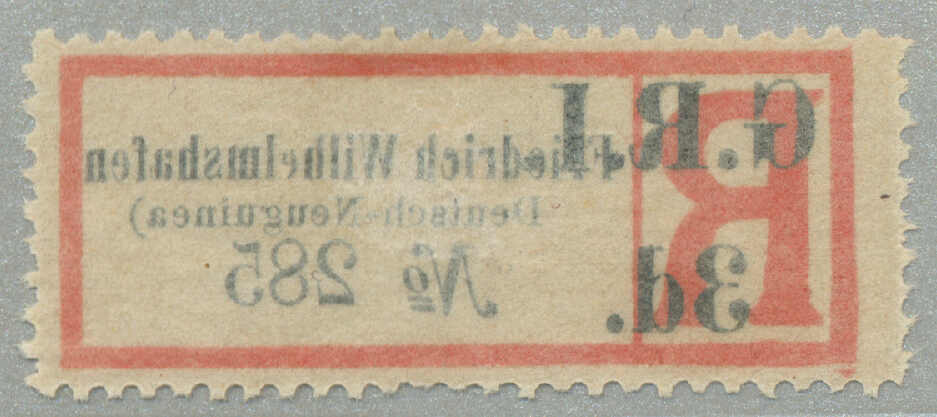 G.R.I.
R
Friedrich Wilhelmshafen
(Deutsch-Neuguinea)
3d.
№ 285